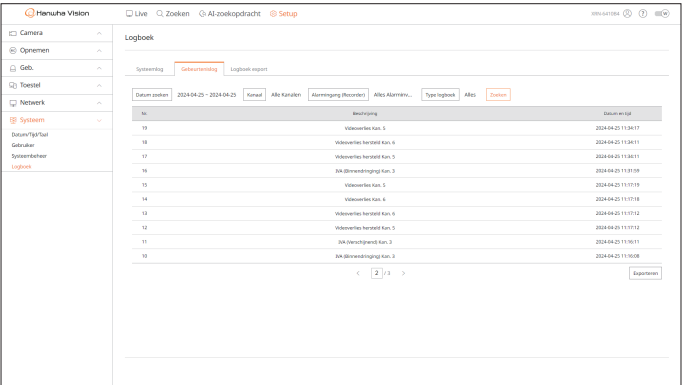 Hanwha Vision
Live Zoeken AI-zoekopdracht Setup
XRN-6410B4
Camera
Opnemen
Geb.
Toestel
Netwerk
Systeem
Datum/Tijd/Taal
Gebruiker
Systeembeheer
Logboek
Logboek
Systeemlog Gebeurtenislog Logboek export
Datum zoeken 2024-04-25 ~ 2024-04-25 Kanaal Alle Kanalen Alarmingang (Recorder) Alles Alarminv... Type logboek Alles Zoeken
Nr. Beschrijving Datum en tijd
19 Videoverlies Kan. 5 2024-04-25 11:34:17
18 Videoverlies hersteld Kan. 6 2024-04-25 11:34:11
17 Videoverlies hersteld Kan. 5 2024-04-25 11:34:11
16 IVA (Binnendringing) Kan. 3 2024-04-25 11:31:59
15 Videoverlies Kan. 5 2024-04-25 11:17:19
14 Videoverlies Kan. 6 2024-04-25 11:17:18
13 Videoverlies hersteld Kan. 6 2024-04-25 11:17:12
12 Videoverlies hersteld Kan. 5 2024-04-25 11:17:12
11 IVA (Verschijnend) Kan. 3 2024-04-25 11:16:11
10 IVA (Binnendringing) Kan. 3 2024-04-25 11:16:08
< 2 / 3 >
Exporteren